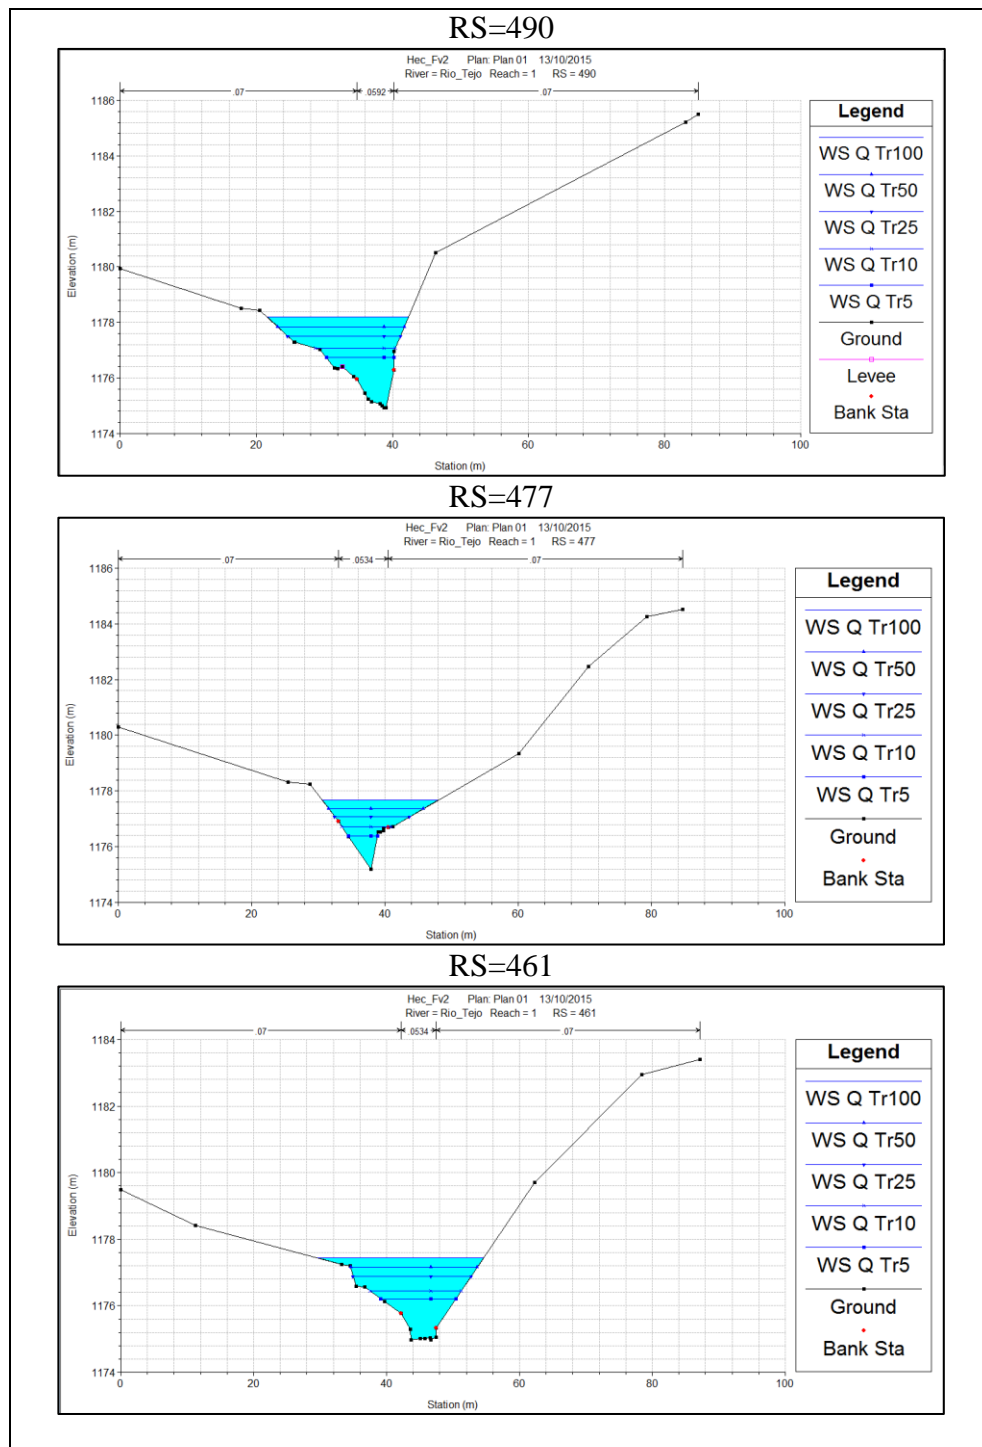 RS=490
Hec_Fv2 Plan: Plan 01 13/10/2015
River = Rio_Tejo Reach = 1 RS = 490
.07 .0592 .07
1186
1184
1182
1180
1178
1176
1174
Elevation (m)
0 20 40 60 80 100
Station (m)
Legend
WS Q Tr100
WS Q Tr50
WS Q Tr25
WS Q Tr10
WS Q Tr5
Ground
Levee
Bank Sta
RS=477
Hec_Fv2 Plan: Plan 01 13/10/2015
River = Rio_Tejo Reach = 1 RS = 477
.07 .0534 .07
1186
1184
1182
1180
1178
1176
1174
Elevation (m)
0 20 40 60 80 100
Station (m)
Legend
WS Q Tr100
WS Q Tr50
WS Q Tr25
WS Q Tr10
WS Q Tr5
Ground
Bank Sta
RS=461
Hec_Fv2 Plan: Plan 01 13/10/2015
River = Rio_Tejo Reach = 1 RS = 461
.07 .0534 .07
1184
1182
1180
1178
1176
1174
Elevation (m)
0 20 40 60 80 100
Station (m)
Legend
WS Q Tr100
WS Q Tr50
WS Q Tr25
WS Q Tr10
WS Q Tr5
Ground
Bank Sta